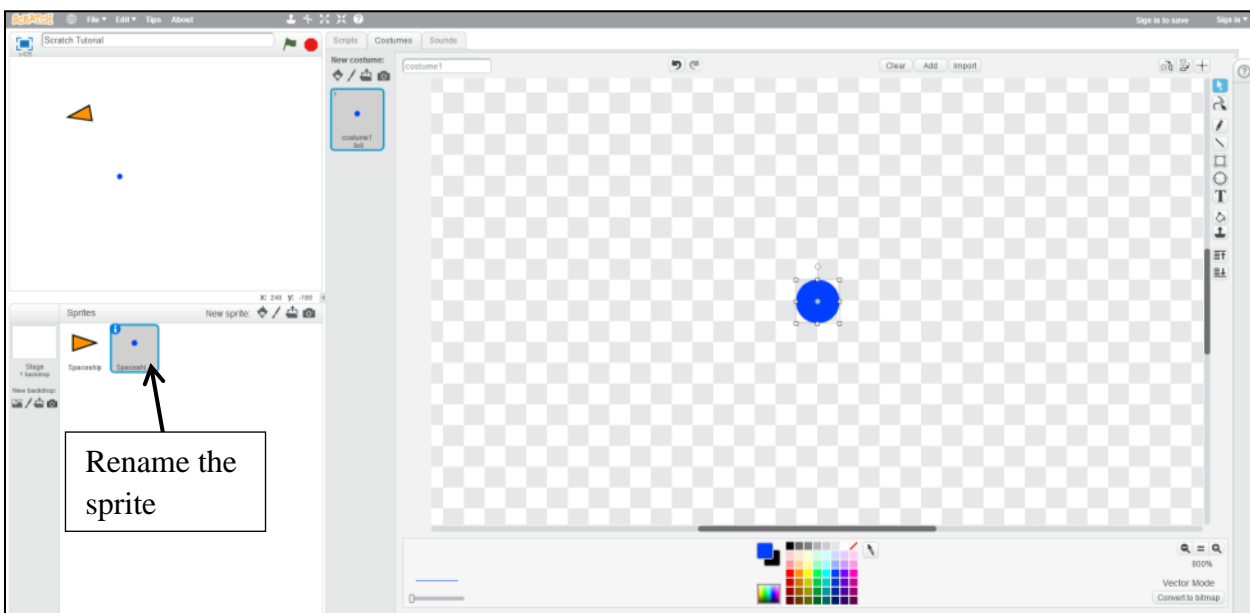 SCRATCH File Edit Tips About Sign in to save Sign in
Scratch Tutorial
Scripts Costumes Sounds
New costume:
costume1
Clear Add Import
1
costume1
X: 240 y: -180
Sprites New sprite:
Stage
1 backdrop
New backdrop:
Spaceship
Rename the
sprite
800%
Vector Mode
Convert to bitmap